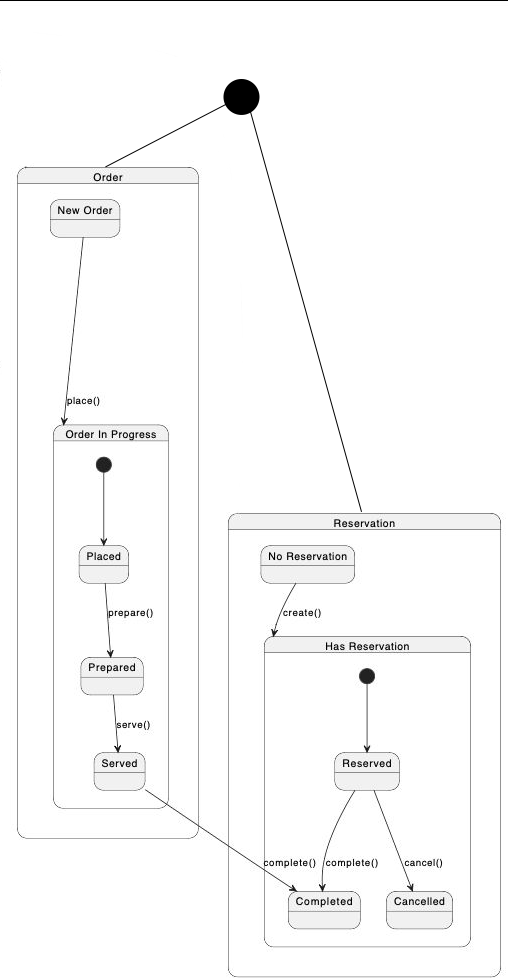 Order
New Order
place()
Order In Progress
Placed
prepare()
Prepared
serve()
Served
Reservation
No Reservation
create()
Has Reservation
Reserved
complete()
complete()
cancel()
Completed
Cancelled